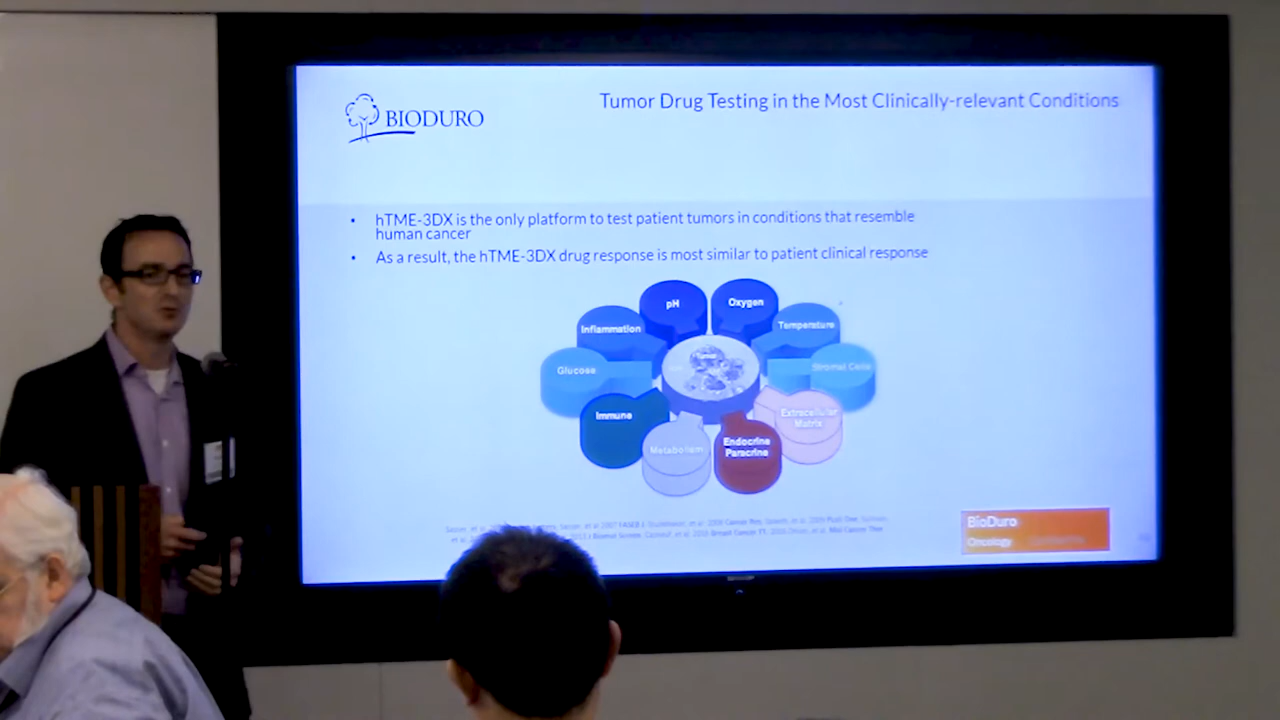 BIODURO
Tumor Drug Testing in the Most Clinically-relevant Conditions
• hTME-3DX is the only platform to test patient tumors in conditions that resemble
human cancer
• As a result, the hTME-3DX drug response is most similar to patient clinical response
pH
Oxygen
Inflammation
Temperature
Tumor
Glucose
Stromal Cells
Immune
Extracellular
Matrix
Metabolism
Endocrine
Paracrine
BioDuro
Oncology